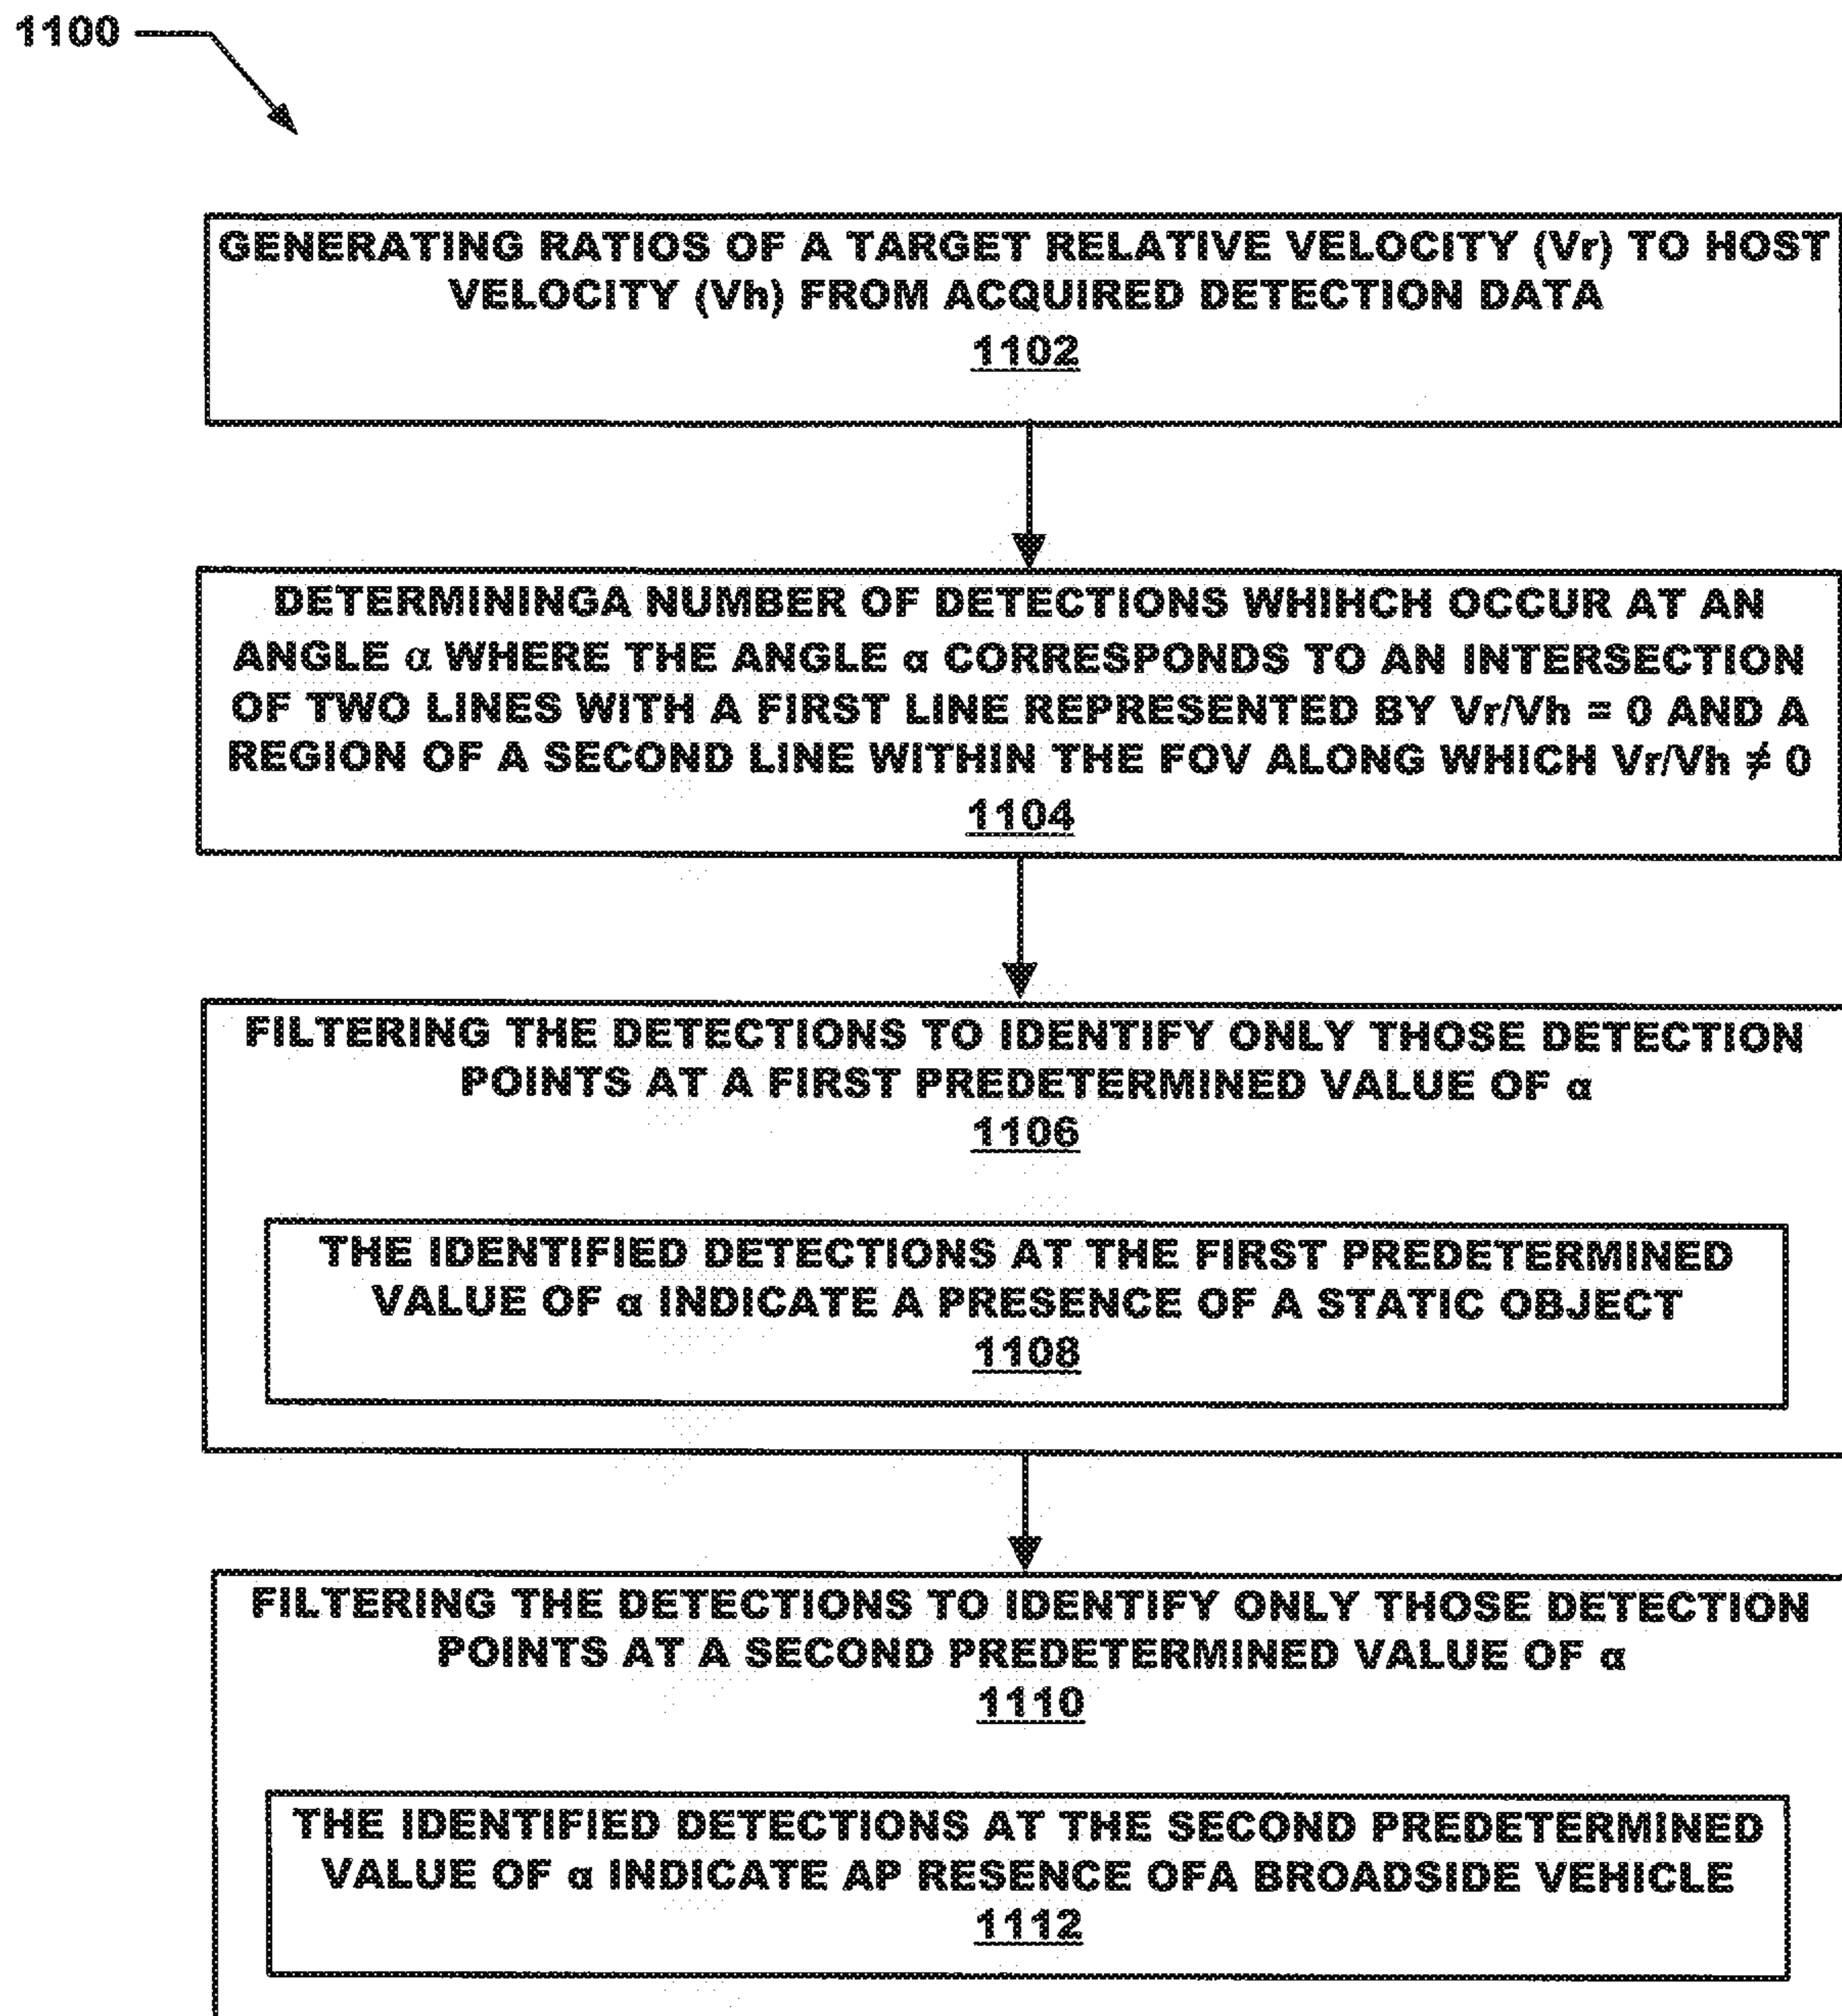 1100
GENERATING RATIOS OF A TARGET RELATIVE VELOCITY (Vr) TO HOST
VELOCITY (Vh) FROM ACQUIRED DETECTION DATA
1102
DETERMININGA NUMBER OF DETECTIONS WHIHCH OCCUR AT AN
ANGLE α WHERE THE ANGLE α CORRESPONDS TO AN INTERSECTION
OF TWO LINES WITH A FIRST LINE REPRESENTED BY Vr/Vh = 0 AND A
REGION OF A SECOND LINE WITHIN THE FOV ALONG WHICH Vr/Vh ≠ 0
1104
FILTERING THE DETECTIONS TO IDENTIFY ONLY THOSE DETECTION
POINTS AT A FIRST PREDETERMINED VALUE OF α
1106
THE IDENTIFIED DETECTIONS AT THE FIRST PREDETERMINED
VALUE OF α INDICATE A PRESENCE OF A STATIC OBJECT
1108
FILTERING THE DETECTIONS TO IDENTIFY ONLY THOSE DETECTION
POINTS AT A SECOND PREDETERMINED VALUE OF α
1110
THE IDENTIFIED DETECTIONS AT THE SECOND PREDETERMINED
VALUE OF α INDICATE AP RESENCE OFA BROADSIDE VEHICLE
1112